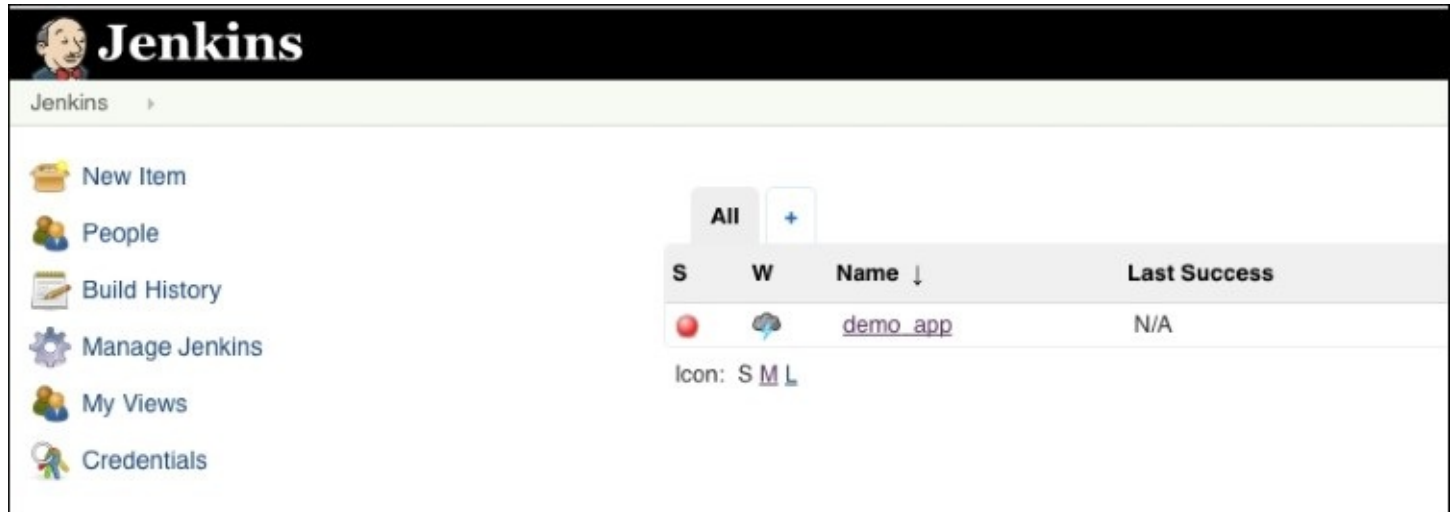 Jenkins
Jenkins
New Item
People
Build History
Manage Jenkins
My Views
Credentials
All +
S W Name ↓ Last Success
demo_app N/A
Icon: S M L